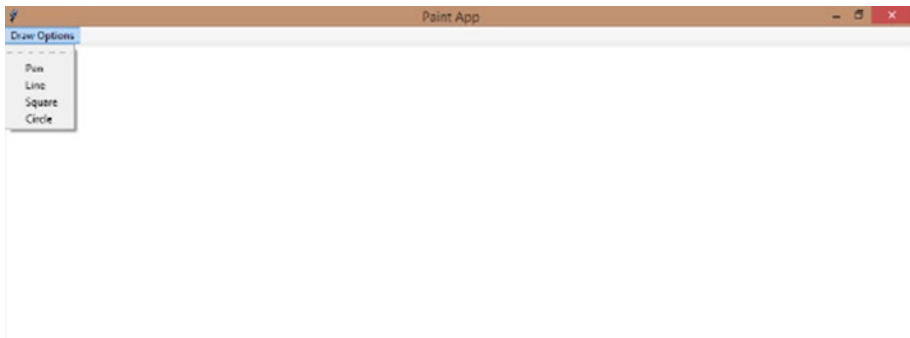 Paint App
Draw Options
Pen
Line
Square
Circle